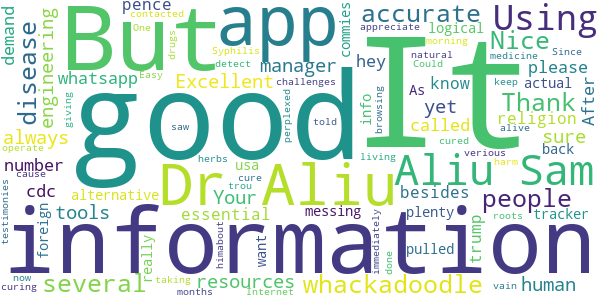 pence
But
app
It
accurate
Using
demand
engineering
disease
whatsapp
Excellent
manager
hey
commies
logical
Nice
contacted
Syphilis
One
drugs
Easy
detect
appreciate
morning
Since
Could
natural
medicine
challenges
keep
please
actual
After
good
perplexed
told
info
As
know
yet
Thank
always
giving
saw
browsing
cured
verious
alive
called
religion
sure
operate
cause
herbs
living
Dr Aliu
Aliu Sam
number
cdc
usa
cure
trou
back
harm
alternative
Your
besides
people
testimonies
foreign
tools
essential
messing
plenty
tracker
want
pulled
immediately
trump
roots
information
really
several
resources
himabout
done
whackadoodle
human
now
curing
taking
months
Internet
vain